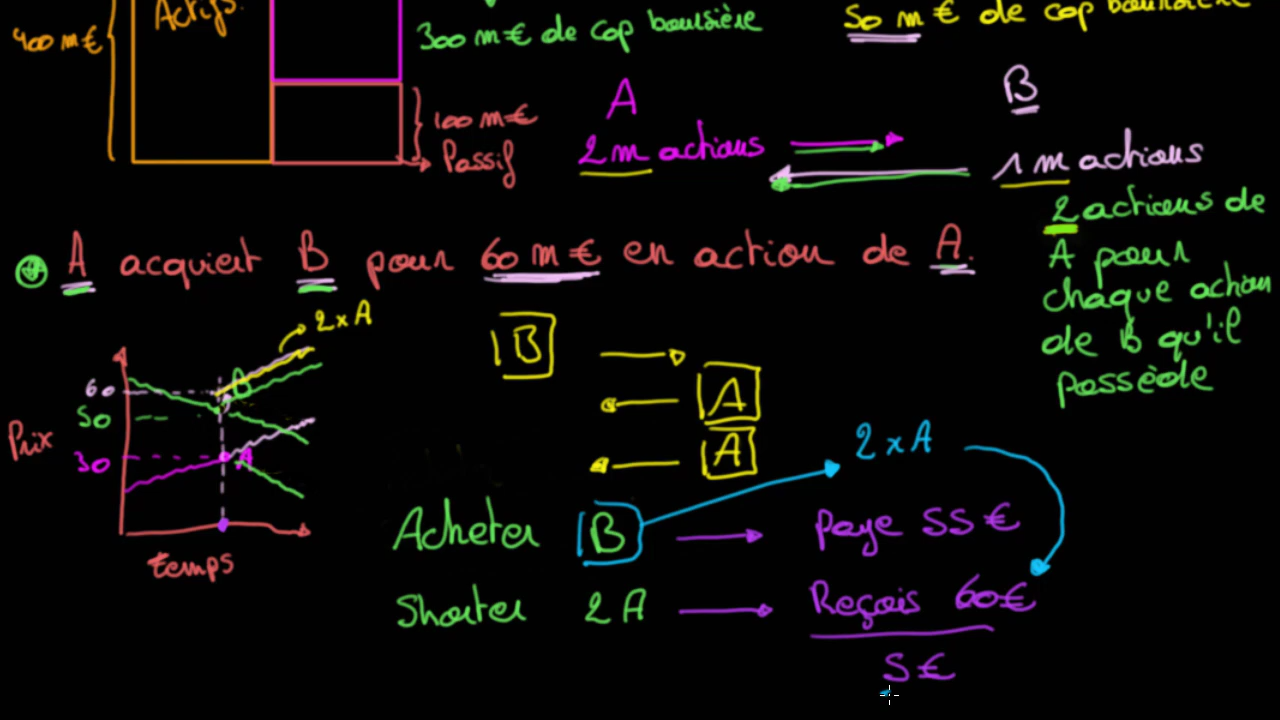 Actifs
400 m €
300 m € de cap boursière
50 m € de cap boursière
100 m €
Passif
A
2 m actions
B
1 m actions
2 actions de
A pour
chaque action
de B qu'il
possède
A acquiert B pour 60 m € en action de A.
2 x A
60
50
30
Prix
B
A
temps
B
A
A
2 x A
Acheter B
Paye 55 €
Shorter 2 A
Reçois 60 €
5 €